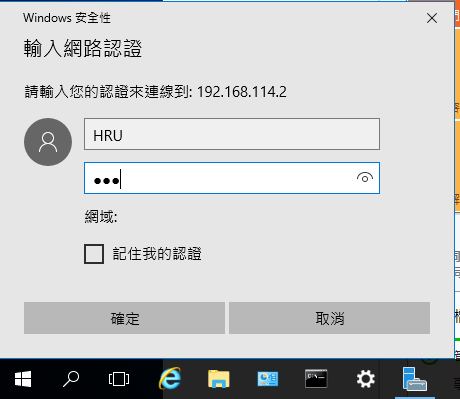 Windows 安全性
輸入網路認證
請輸入您的認證來連線到: 192.168.114.2
HRU
●●●
網域:
記住我的認證
確定
取消